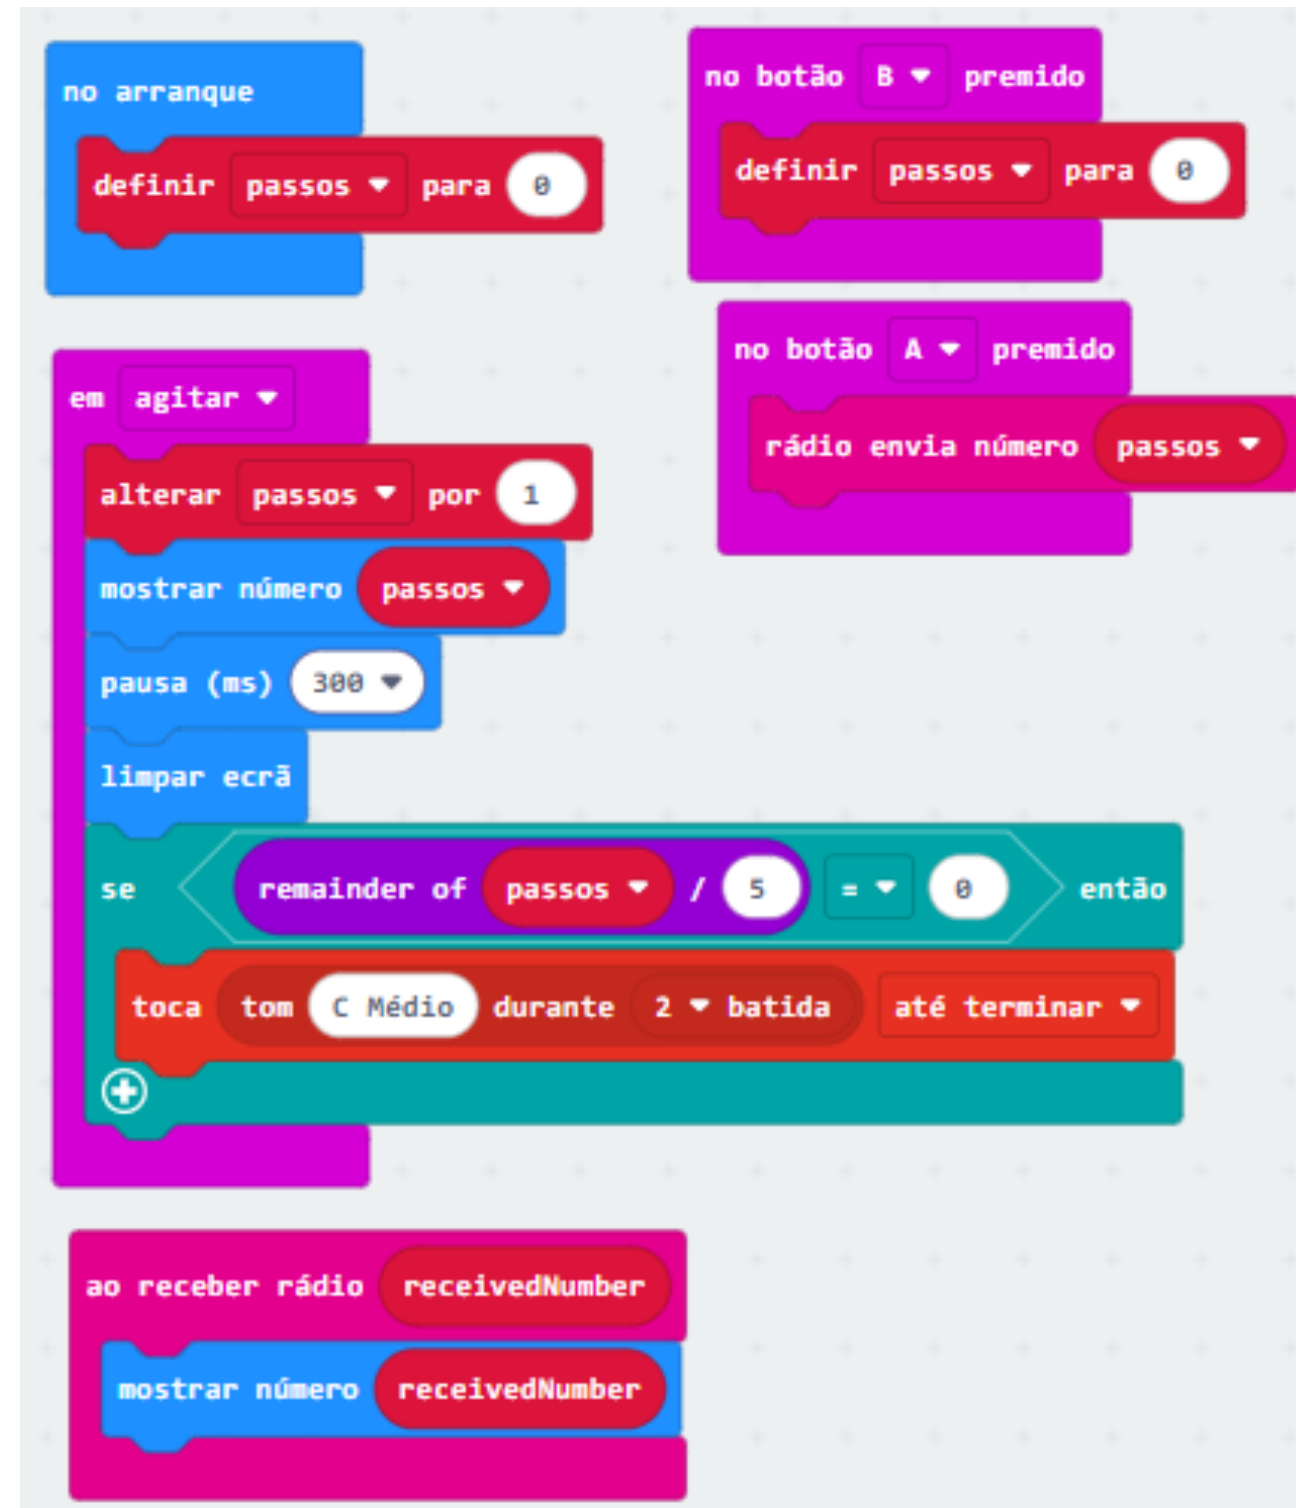 no arranque
definir passos para 0
no botão B premido
definir passos para 0
no botão A premido
rádio envia número passos
em agitar
alterar passos por 1
mostrar número passos
pausa (ms) 300
limpar ecrã
se remainder of passos / 5 = 0 então
toca tom C Médio durante 2 batida até terminar
ao receber rádio receivedNumber
mostrar número receivedNumber